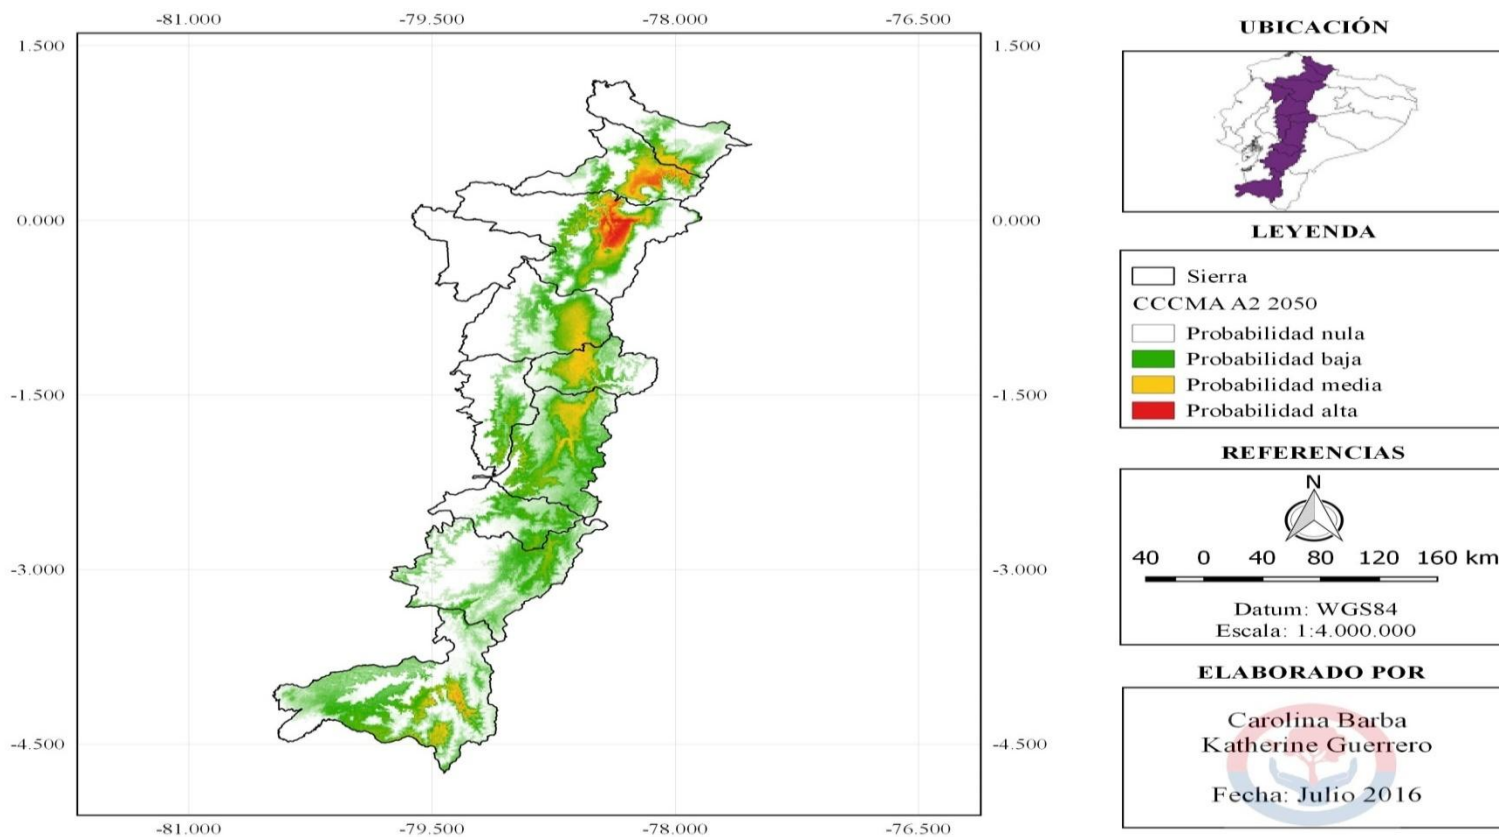 -81.000 -79.500 -78.000 -76.500
1.500 1.500
0.000 0.000
-1.500 -1.500
-3.000 -3.000
-4.500 -4.500
-81.000 -79.500 -78.000 -76.500
UBICACIÓN
LEYENDA
Sierra
CCCMA A2 2050
Probabilidad nula
Probabilidad baja
Probabilidad media
Probabilidad alta
REFERENCIAS
N
40 0 40 80 120 160 km
Datum: WGS84
Escala: 1:4.000.000
ELABORADO POR
Carolina Barba
Katherine Guerrero
Fecha: Julio 2016